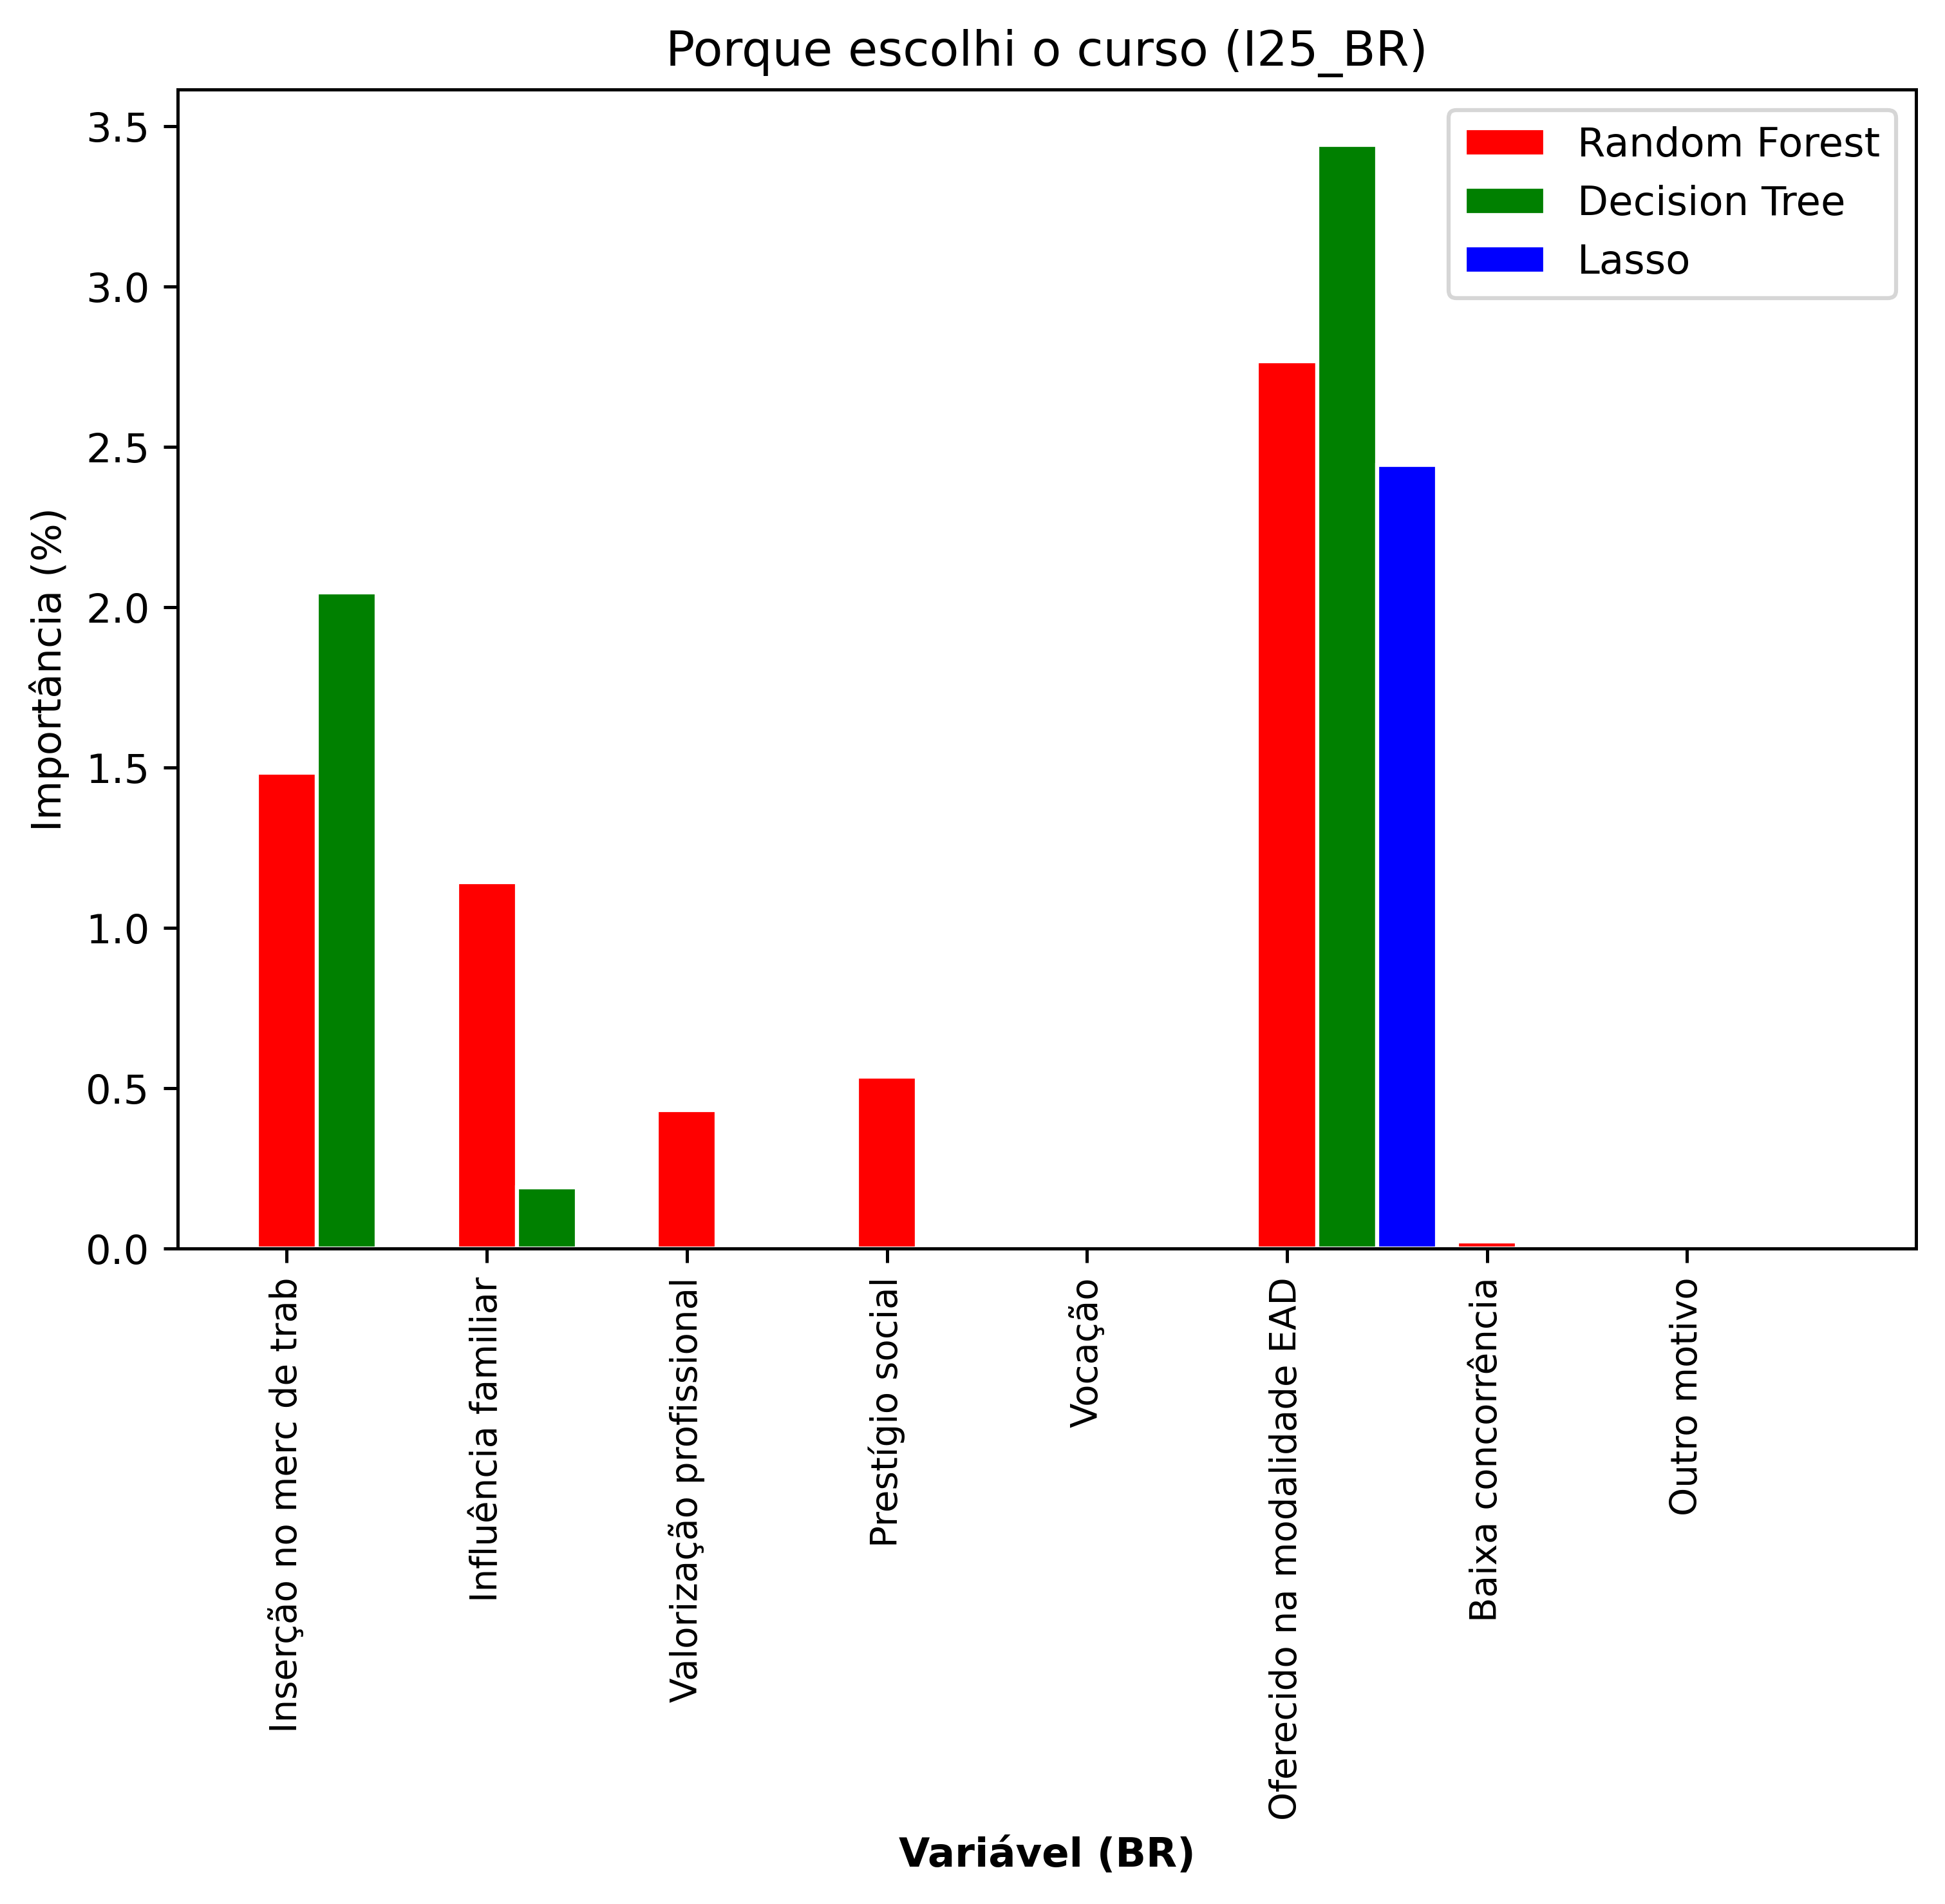 Porque escolhi o curso (I25_BR)
Random Forest
Decision Tree
Lasso
Importância (%)
3.5
3.0
2.5
2.0
1.5
1.0
0.5
0.0
Inserção no merc de trab
Influência familiar
Valorização profissional
Prestígio social
Vocação
Oferecido na modalidade EAD
Baixa concorrência
Outro motivo
Variável (BR)